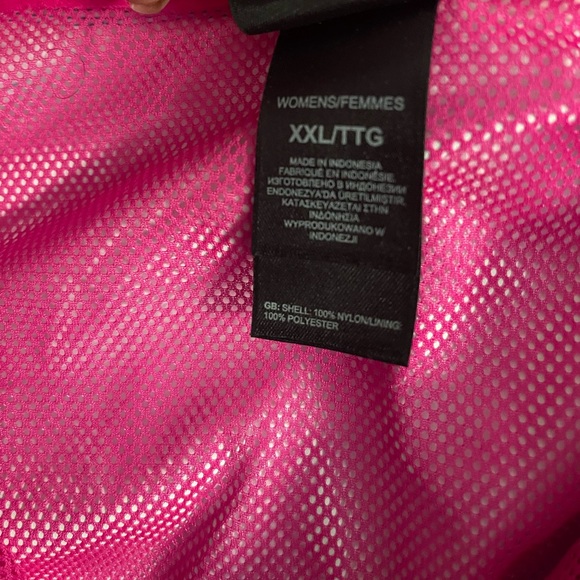 WOMENS/FEMMES
XXL/TTG
MADE IN INDONESIA
FABRIQUÉ EN INDONÉSIE
ИЗГОТОВЛЕНО В ИНДОНЕЗИИ
ENDONEZYA'DA ÜRETILMIŞTIR.
ΚΑΤΑΣΚΕΥΑΖΕΤΑΙ ΣΤΗΝ
ΙΝΔΟΝΗΣΙΑ
WYPRODUKOWANO W
INDONEZJI
GB: SHELL: 100% NYLON/LINING:
100% POLYESTER